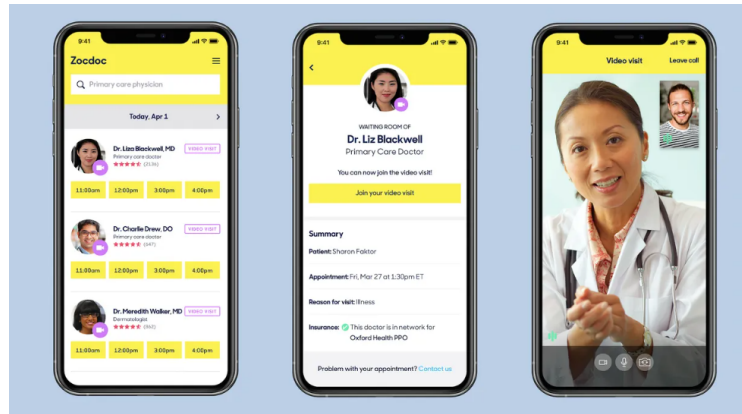 9:41
Zocdoc
Primary care physician
Today, Apr 1
Dr. Liza Blackwell, MD
VIDEO VISIT
Primary care doctor
(2134)
11:00am 12:00pm 3:00pm 4:00pm
Dr. Charlie Drew, DO
VIDEO VISIT
Primary care doctor
(947)
11:00am 12:00pm 3:00pm 4:00pm
Dr. Meredith Walker, MD
VIDEO VISIT
Dermatologist
11:00am 12:00pm 3:00pm 4:00pm
9:41
WAITING ROOM OF
Dr. Liz Blackwell
Primary Care Doctor
You can now join the video visit!
Join your video visit
Summary
Patient: Sharon Faktor
Appointment: Fri, Mar 27 at 1:30pm ET
Reason for visit: Illness
Insurance: This doctor is in network for
Oxford Health PPO
Problem with your appointment? Contact us
9:41
Video visit
Leave call